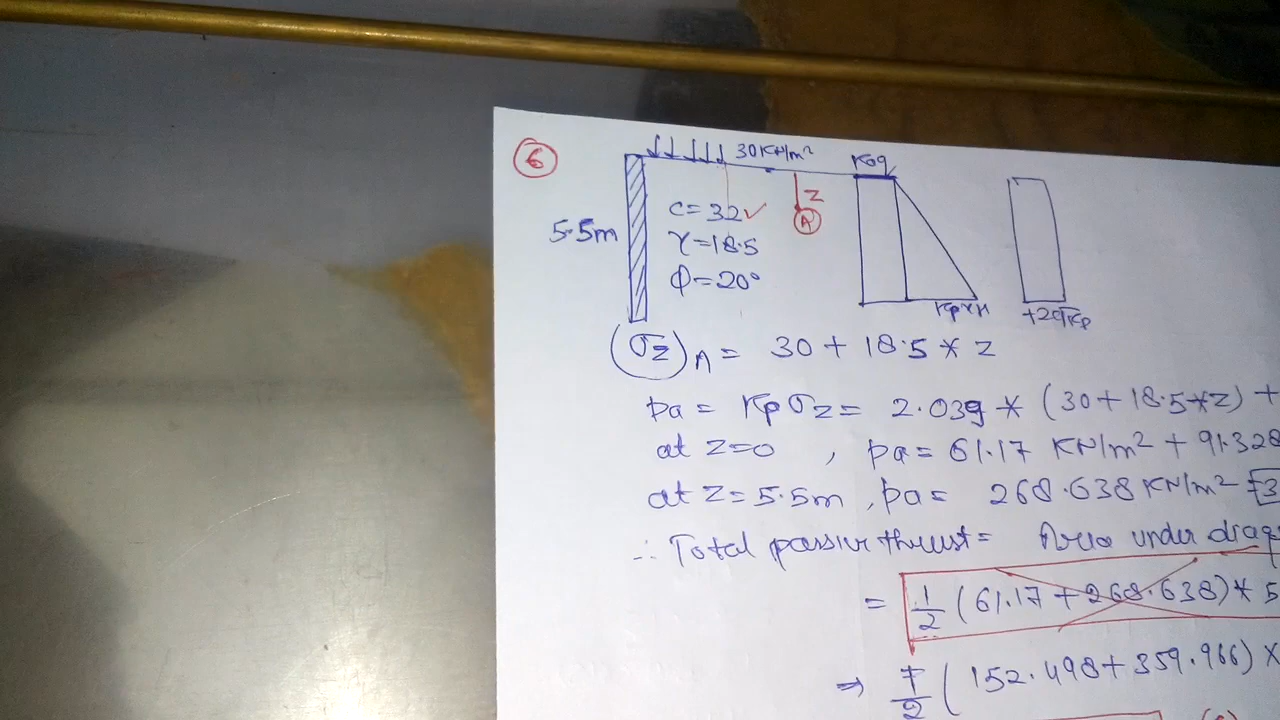 6
30KN/m²
Kpq
5.5m
C=32✓
Z
A
γ=18.5
Φ=20°
KpγH
+2C√Kp
(σz)A = 30 + 18.5 * Z
pa = Kp σz = 2.039 * (30+18.5*Z) +
at Z=0 , pa = 61.17 KN/m² + 91.328
at Z=5.5m , pa = 268.638 KN/m² = 3
∴ Total passive thrust = Area under diag
= 1/2 (61.17 + 268.638) * 5
⇒ 1/2 ( 152.498 + 359.966) ×